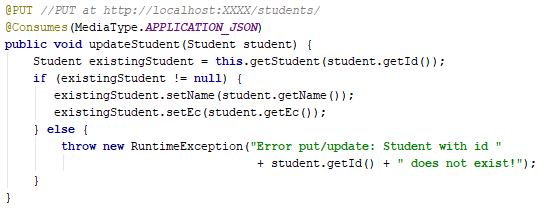 @PUT //PUT at http://localhost:XXXX/students/
@Consumes(MediaType.APPLICATION_JSON)
public void updateStudent(Student student) {
    Student existingStudent = this.getStudent(student.getId());
    if (existingStudent != null) {
        existingStudent.setName(student.getName());
        existingStudent.setEc(student.getEc());
    } else {
        throw new RuntimeException("Error put/update: Student with id "
                                    + student.getId() + " does not exist!");
    }
}